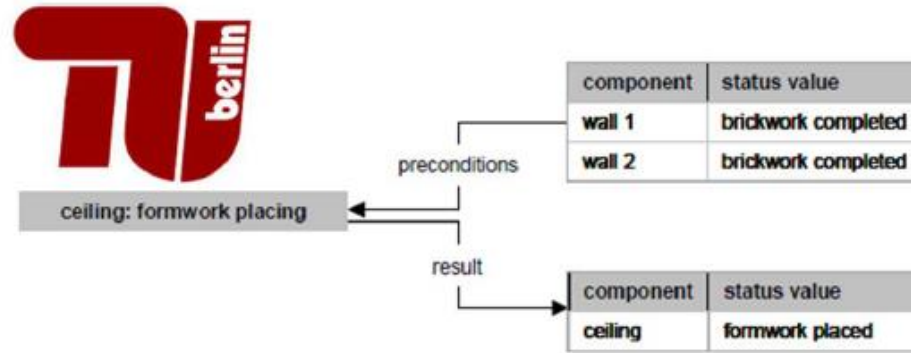 TU
berlin
component status value
wall 1 brickwork completed
wall 2 brickwork completed
preconditions
ceiling: formwork placing
result
component status value
ceiling formwork placed